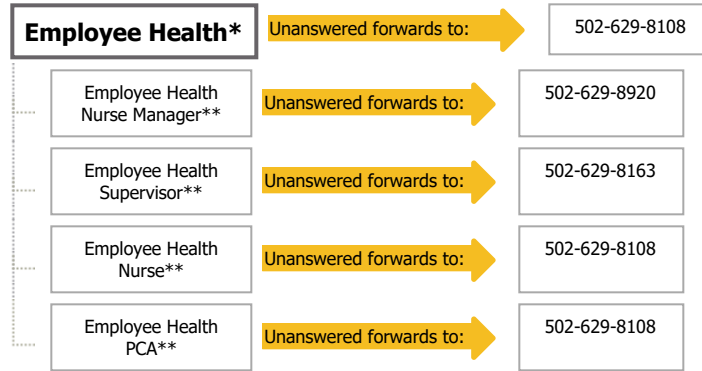 Employee Health* Unanswered forwards to: 502-629-8108
Employee Health
Nurse Manager** Unanswered forwards to: 502-629-8920
Employee Health
Supervisor** Unanswered forwards to: 502-629-8163
Employee Health
Nurse** Unanswered forwards to: 502-629-8108
Employee Health
PCA** Unanswered forwards to: 502-629-8108